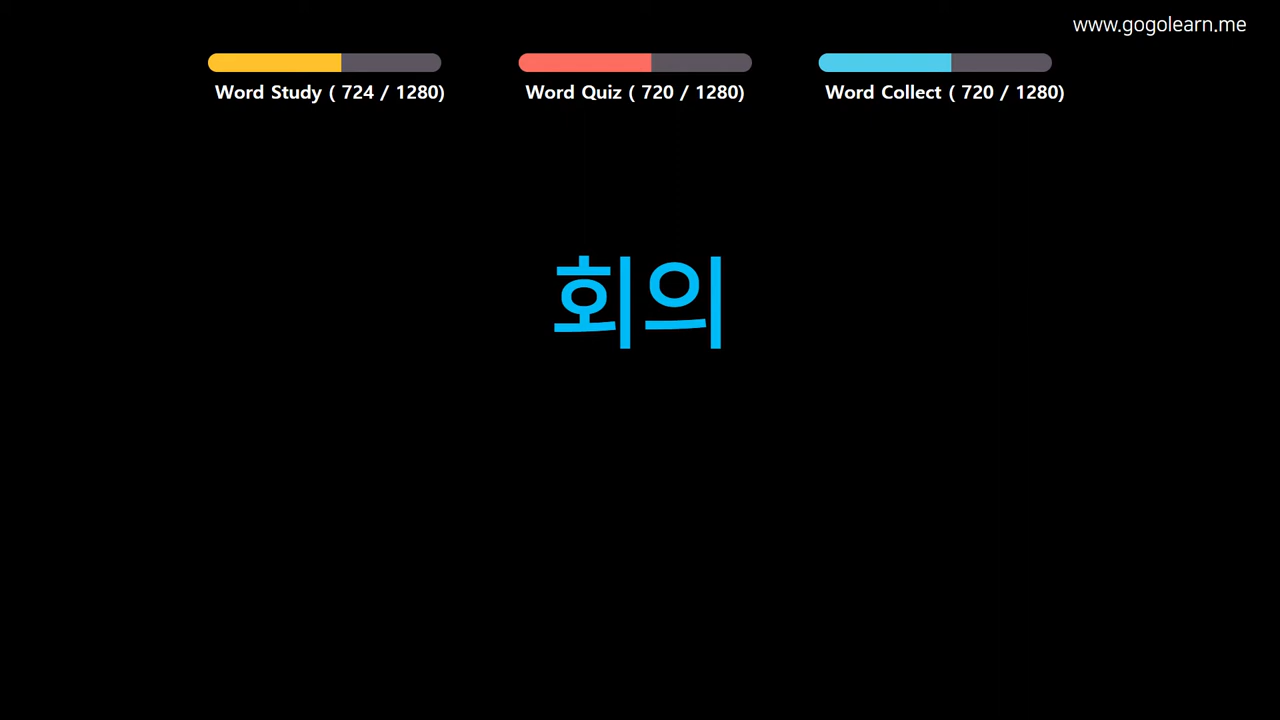 www.gogolearn.me
Word Study ( 724 / 1280)
Word Quiz ( 720 / 1280)
Word Collect ( 720 / 1280)
회의